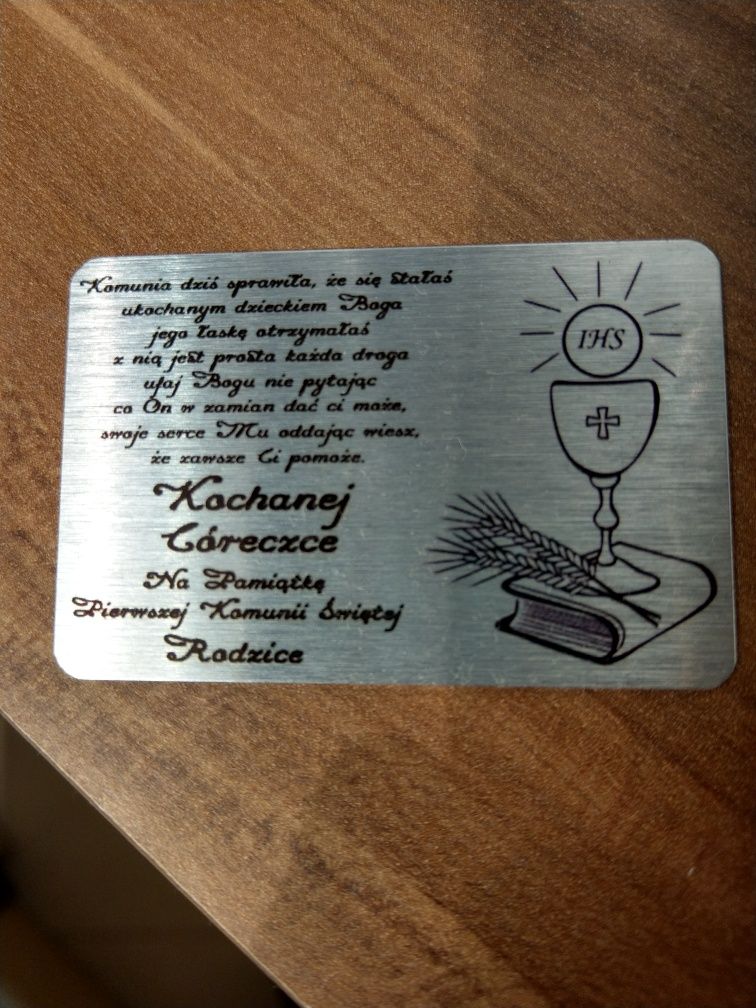 Komunia dziś sprawiła, że się stałaś
ukochanym dzieckiem Boga
jego łaskę otrzymałaś
z nią jest prosta każda droga
ufaj Bogu nie pytając
co On w zamian dać ci może,
swoje serce Mu oddając wiesz,
że zawsze Ci pomoże.
Kochanej
Córeczce
Na Pamiątkę
Pierwszej Komunii Świętej
Rodzice
IHS